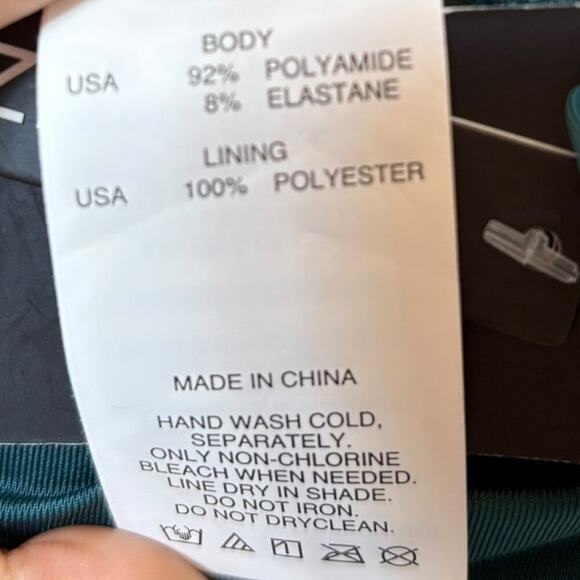 BODY
USA 92% POLYAMIDE
8% ELASTANE
LINING
USA 100% POLYESTER
MADE IN CHINA
HAND WASH COLD,
SEPARATELY.
ONLY NON-CHLORINE
BLEACH WHEN NEEDED.
LINE DRY IN SHADE.
DO NOT IRON.
DO NOT DRYCLEAN.